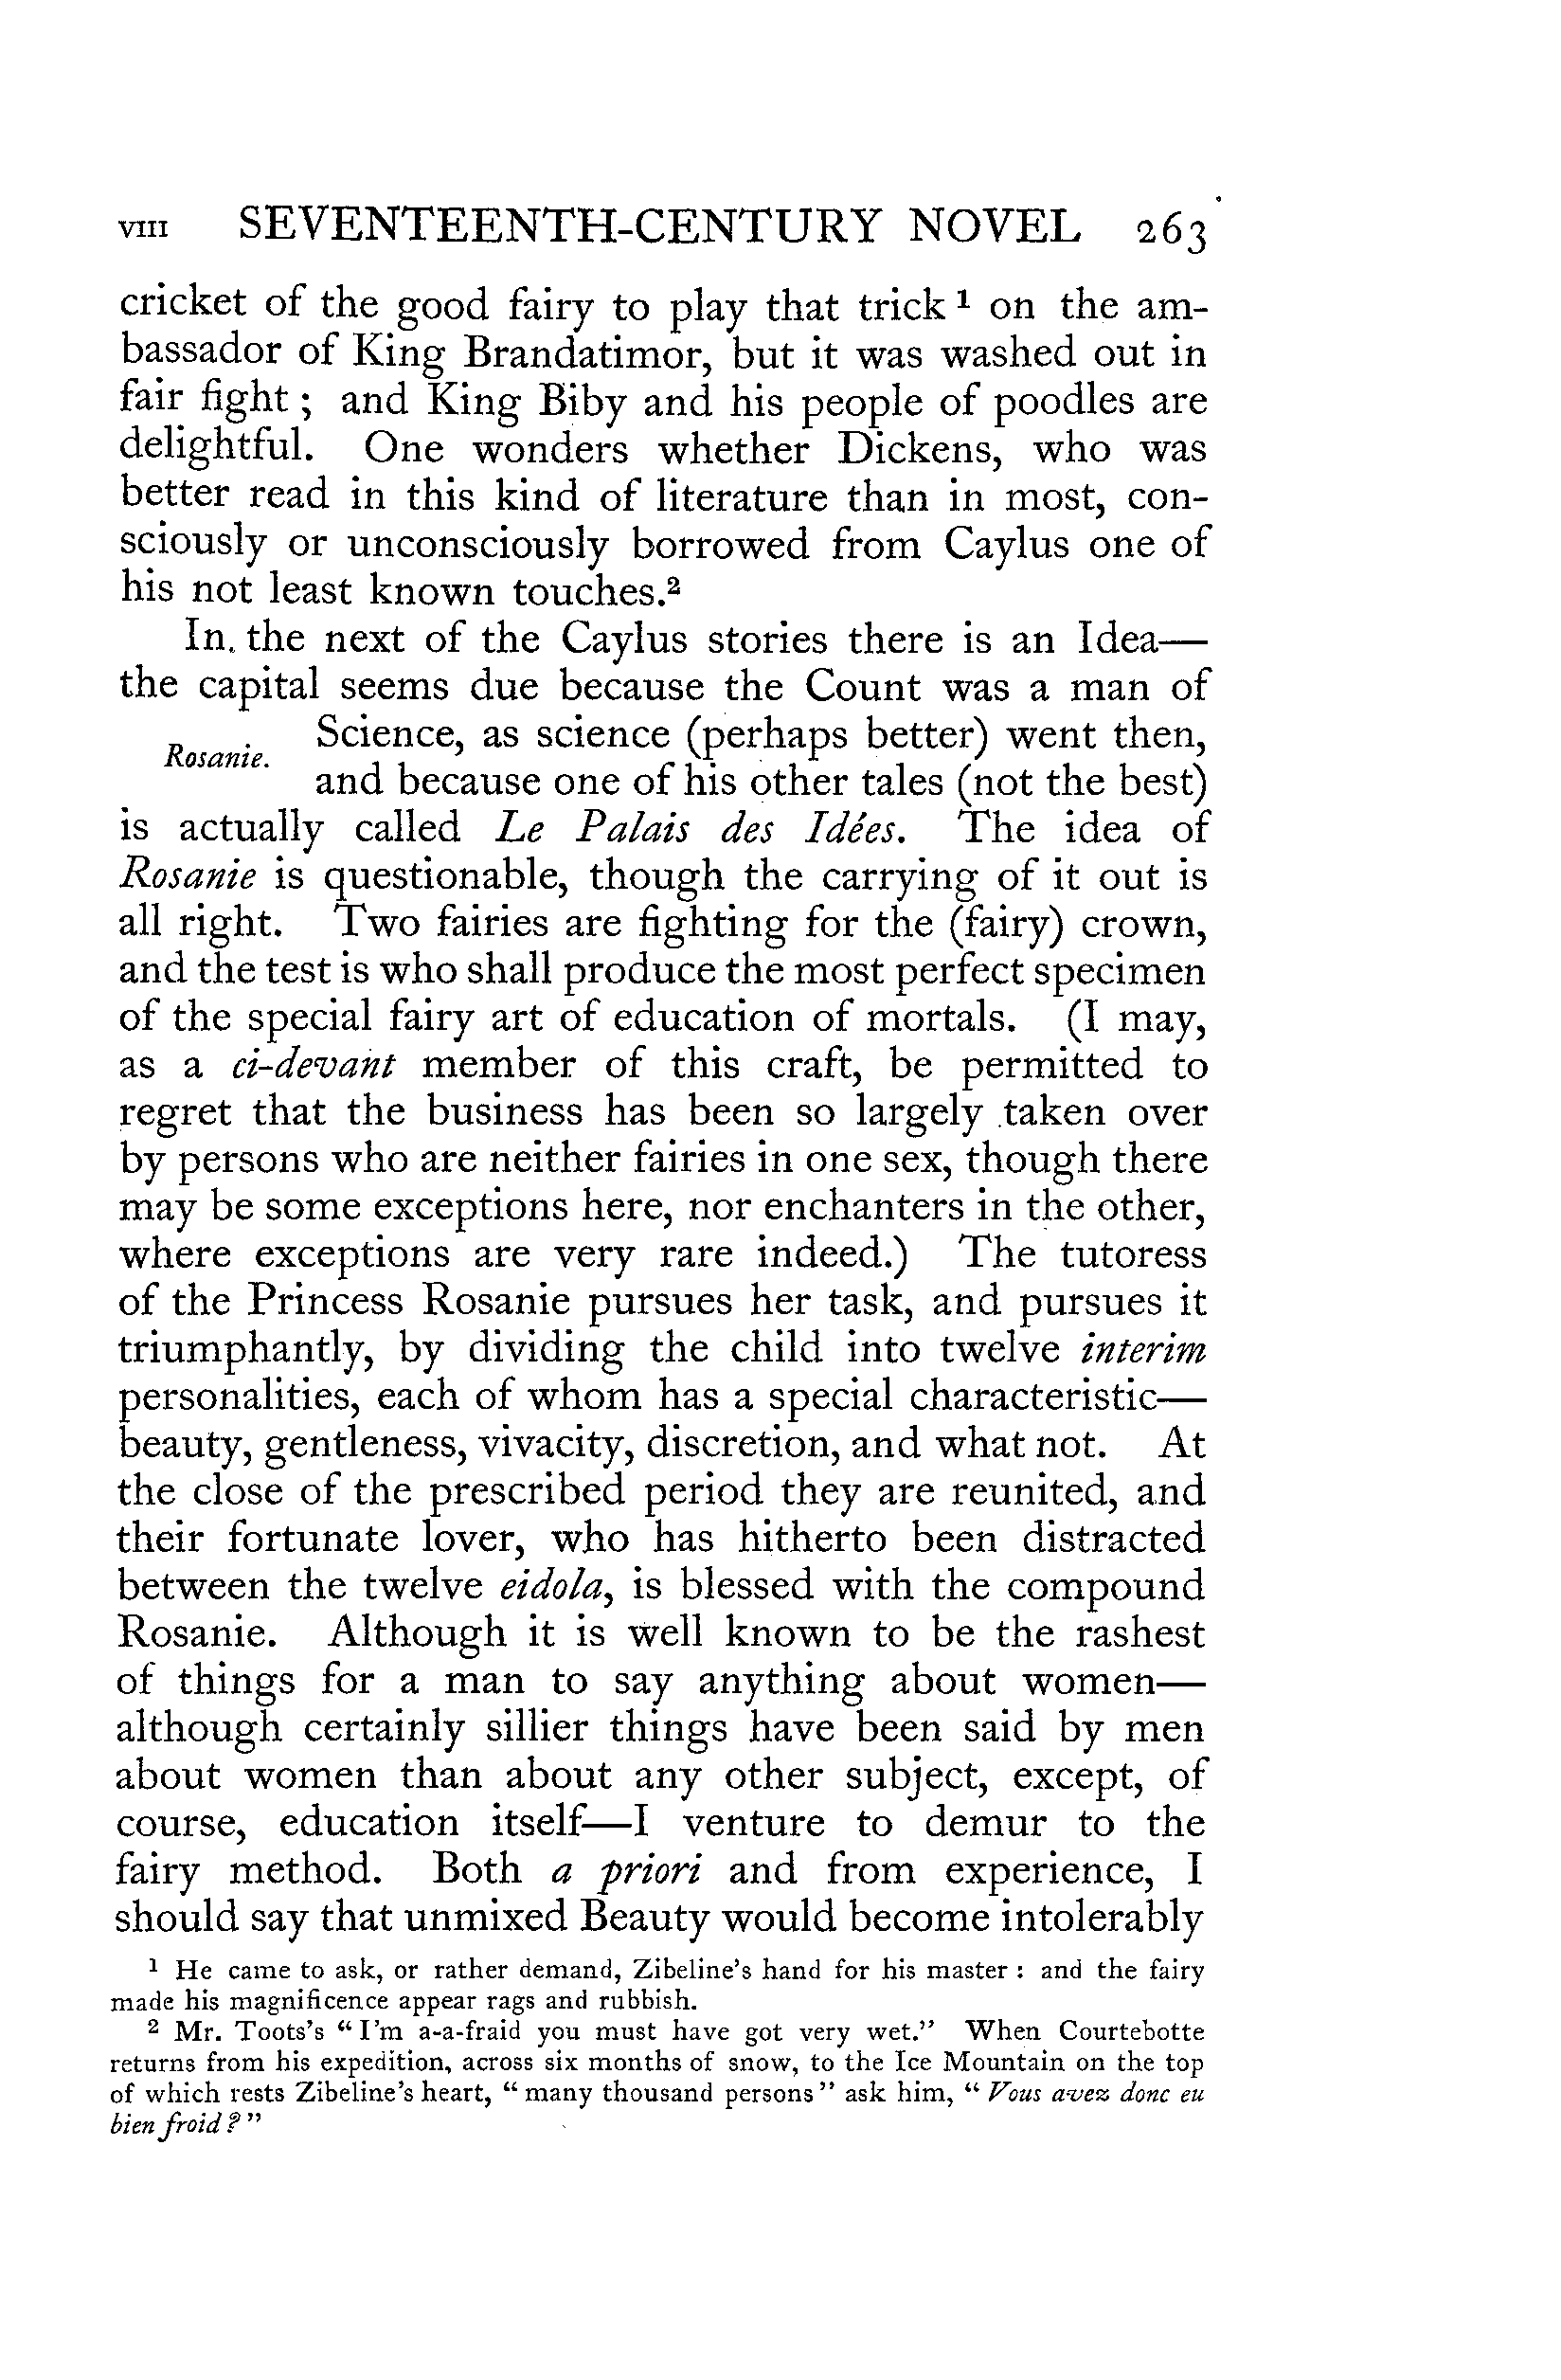 VIII SEVENTEENTH-CENTURY NOVEL 263
cricket of the good fairy to play that trick ¹ on the am-
bassador of King Brandatimor, but it was washed out in
fair fight ; and King Biby and his people of poodles are
delightful. One wonders whether Dickens, who was
better read in this kind of literature than in most, con-
sciously or unconsciously borrowed from Caylus one of
his not least known touches.²
In the next of the Caylus stories there is an Idea—
the capital seems due because the Count was a man of
Science, as science (perhaps better) went then,
Rosanie.
and because one of his other tales (not the best)
is actually called Le Palais des Idées. The idea of
Rosanie is questionable, though the carrying of it out is
all right. Two fairies are fighting for the (fairy) crown,
and the test is who shall produce the most perfect specimen
of the special fairy art of education of mortals. (I may,
as a ci-devant member of this craft, be permitted to
regret that the business has been so largely taken over
by persons who are neither fairies in one sex, though there
may be some exceptions here, nor enchanters in the other,
where exceptions are very rare indeed.) The tutoress
of the Princess Rosanie pursues her task, and pursues it
triumphantly, by dividing the child into twelve interim
personalities, each of whom has a special characteristic—
beauty, gentleness, vivacity, discretion, and what not. At
the close of the prescribed period they are reunited, and
their fortunate lover, who has hitherto been distracted
between the twelve eidola, is blessed with the compound
Rosanie. Although it is well known to be the rashest
of things for a man to say anything about women—
although certainly sillier things have been said by men
about women than about any other subject, except, of
course, education itself—I venture to demur to the
fairy method. Both a priori and from experience, I
should say that unmixed Beauty would become intolerably
¹ He came to ask, or rather demand, Zibeline's hand for his master : and the fairy
made his magnificence appear rags and rubbish.
² Mr. Toots's “ I'm a-a-fraid you must have got very wet.” When Courtebotte
returns from his expedition, across six months of snow, to the Ice Mountain on the top
of which rests Zibeline's heart, “ many thousand persons ” ask him, “ Vous avez donc eu
bien froid ? ”